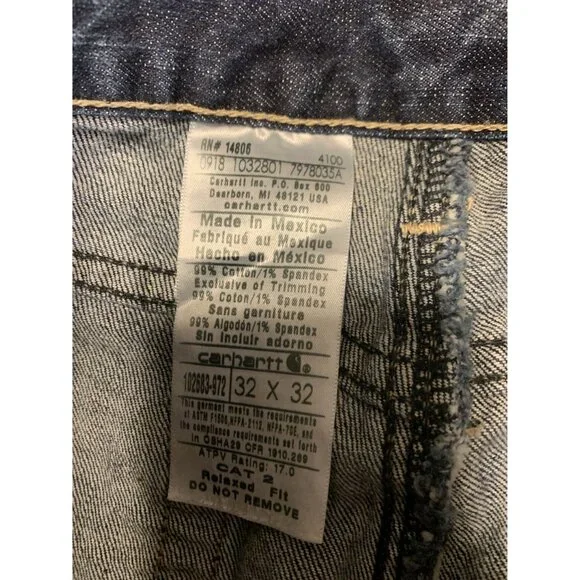 RN# 14806 4100
0918 1032801 7978035A
Carhartt Inc. P.O. Box 600
Dearborn, MI 48121 USA
carhartt.com
Made in Mexico
Fabriqué au Mexique
Hecho en México
99% Cotton/1% Spandex
Exclusive of Trimming
99% Coton/1% Spandex
Sans garniture
99% Algodón/1% Spandex
Sin incluir adorno
carhartt
102683-972 32 X 32
This garment meets the requirements
of ASTM F1506, NFPA-2112, NFPA-70E, and
the compliance requirements set forth
in OSHA29 CFR 1910.269
ATPV Rating: 17.0
CAT 2
Relaxed Fit
DO NOT REMOVE